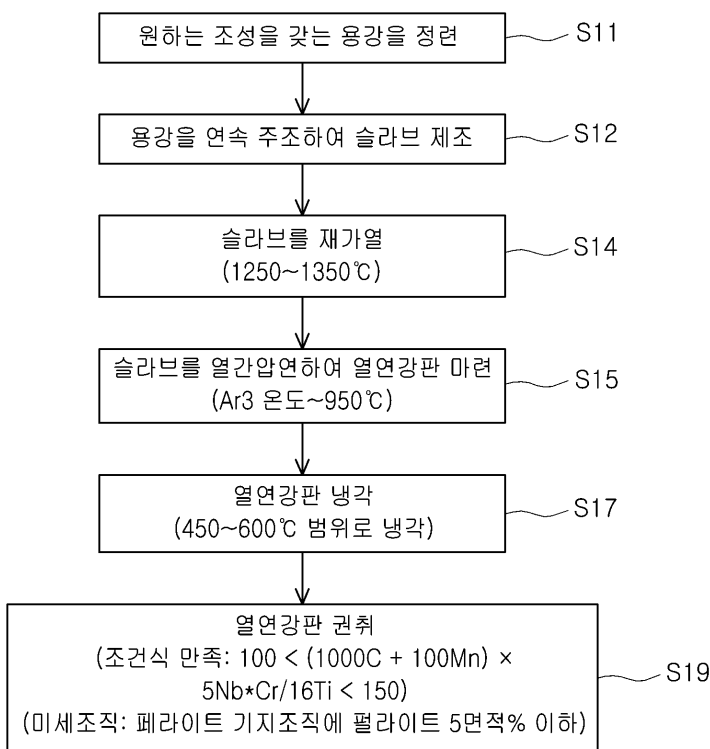 원하는 조성을 갖는 용강을 정련
S11
용강을 연속 주조하여 슬라브 제조
S12
슬라브를 재가열
(1250~1350℃)
S14
슬라브를 열간압연하여 열연강판 마련
(Ar3 온도~950℃)
S15
열연강판 냉각
(450~600℃ 범위로 냉각)
S17
열연강판 권취
(조건식 만족: 100 < (1000C + 100Mn) ×
5Nb*Cr/16Ti < 150)
(미세조직: 페라이트 기지조직에 펄라이트 5면적% 이하)
S19